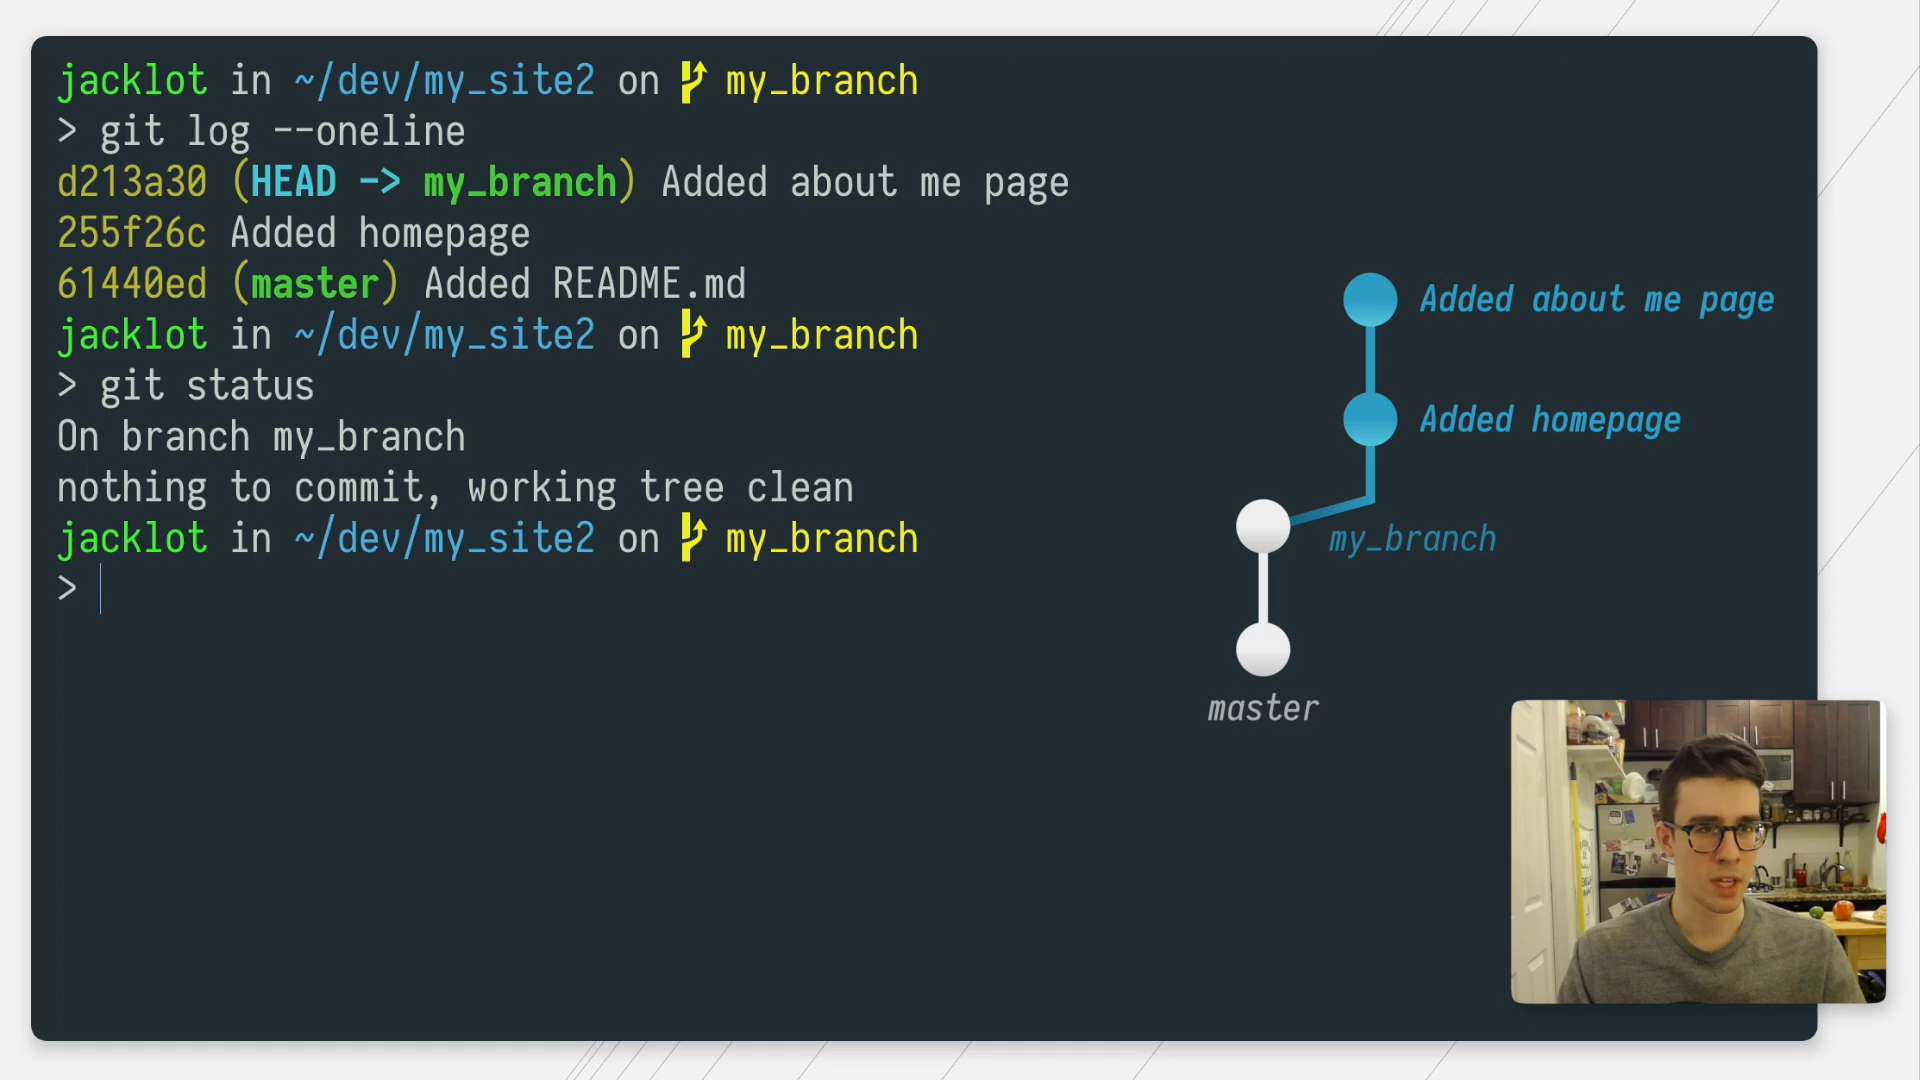 jacklot in ~/dev/my_site2 on my_branch
> git log --oneline
d213a30 (HEAD -> my_branch) Added about me page
255f26c Added homepage
61440ed (master) Added README.md
jacklot in ~/dev/my_site2 on my_branch
> git status
On branch my_branch
nothing to commit, working tree clean
jacklot in ~/dev/my_site2 on my_branch
>
Added about me page
Added homepage
my_branch
master